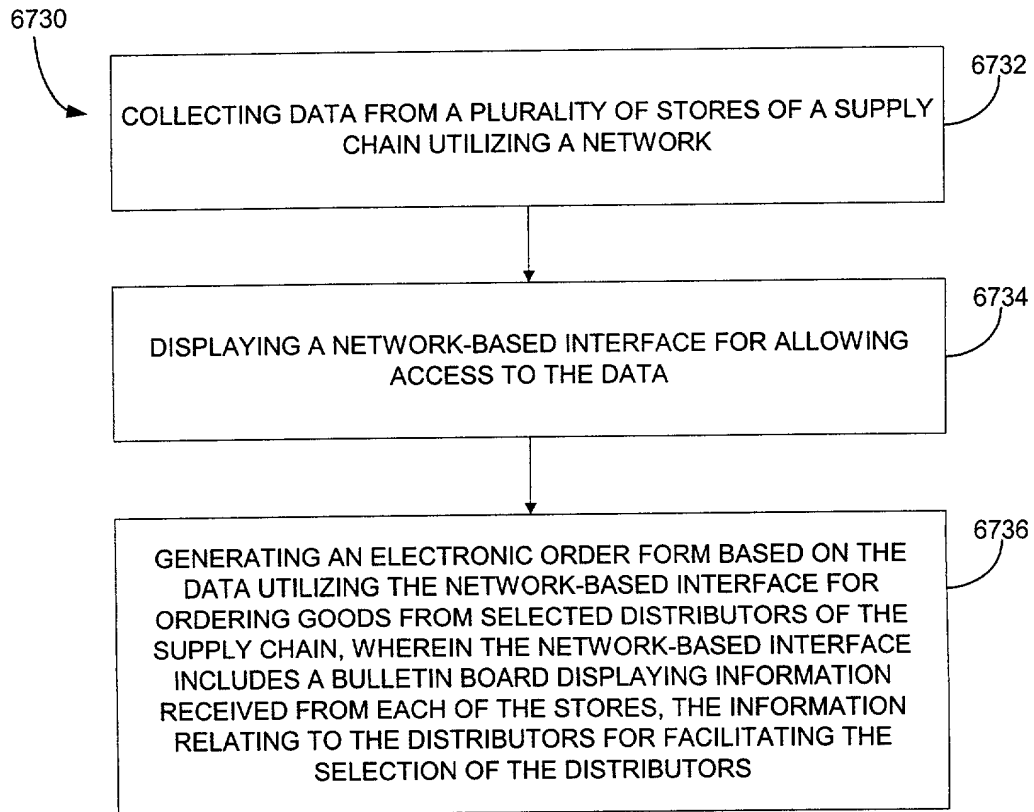 6730
6732
COLLECTING DATA FROM A PLURALITY OF STORES OF A SUPPLY
CHAIN UTILIZING A NETWORK
6734
DISPLAYING A NETWORK-BASED INTERFACE FOR ALLOWING
ACCESS TO THE DATA
6736
GENERATING AN ELECTRONIC ORDER FORM BASED ON THE
DATA UTILIZING THE NETWORK-BASED INTERFACE FOR
ORDERING GOODS FROM SELECTED DISTRIBUTORS OF THE
SUPPLY CHAIN, WHEREIN THE NETWORK-BASED INTERFACE
INCLUDES A BULLETIN BOARD DISPLAYING INFORMATION
RECEIVED FROM EACH OF THE STORES, THE INFORMATION
RELATING TO THE DISTRIBUTORS FOR FACILITATING THE
SELECTION OF THE DISTRIBUTORS